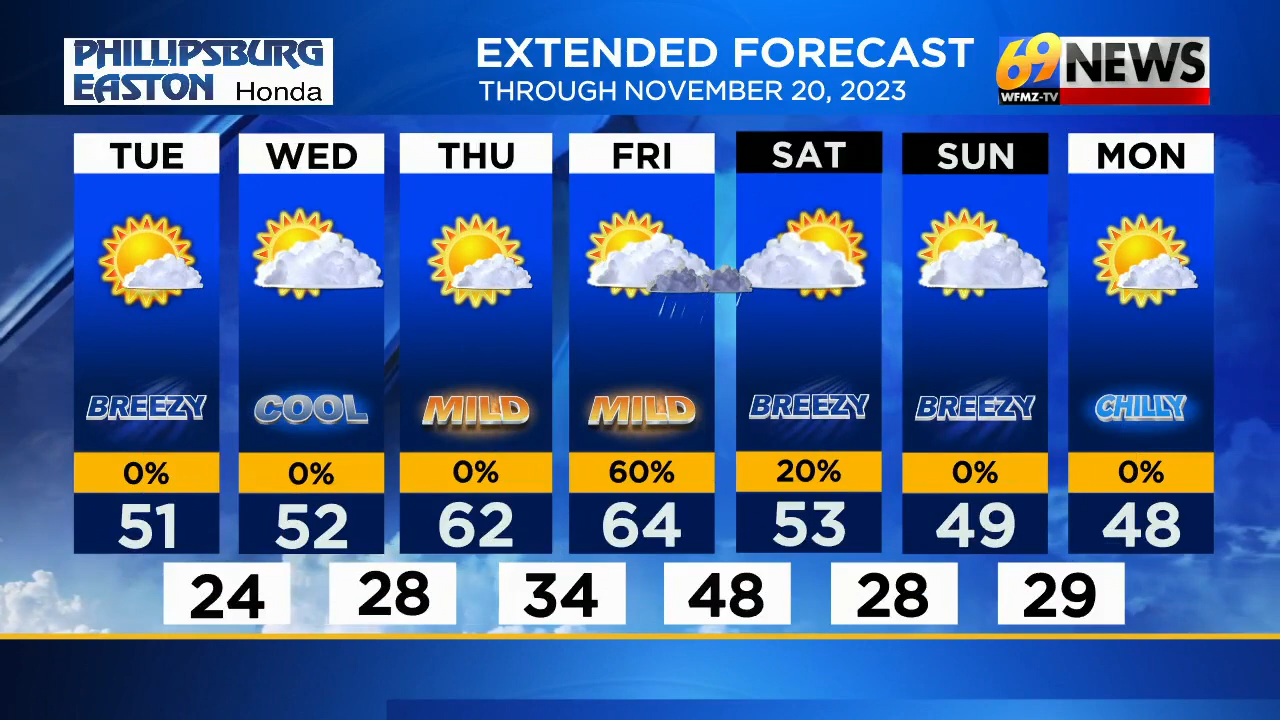 PHILLIPSBURG
EASTON Honda
EXTENDED FORECAST
THROUGH NOVEMBER 20, 2023
69 NEWS
WFMZ-TV
TUE WED THU FRI SAT SUN MON
BREEZY COOL MILD MILD BREEZY BREEZY CHILLY
0% 0% 0% 60% 20% 0% 0%
51 52 62 64 53 49 48
24 28 34 48 28 29